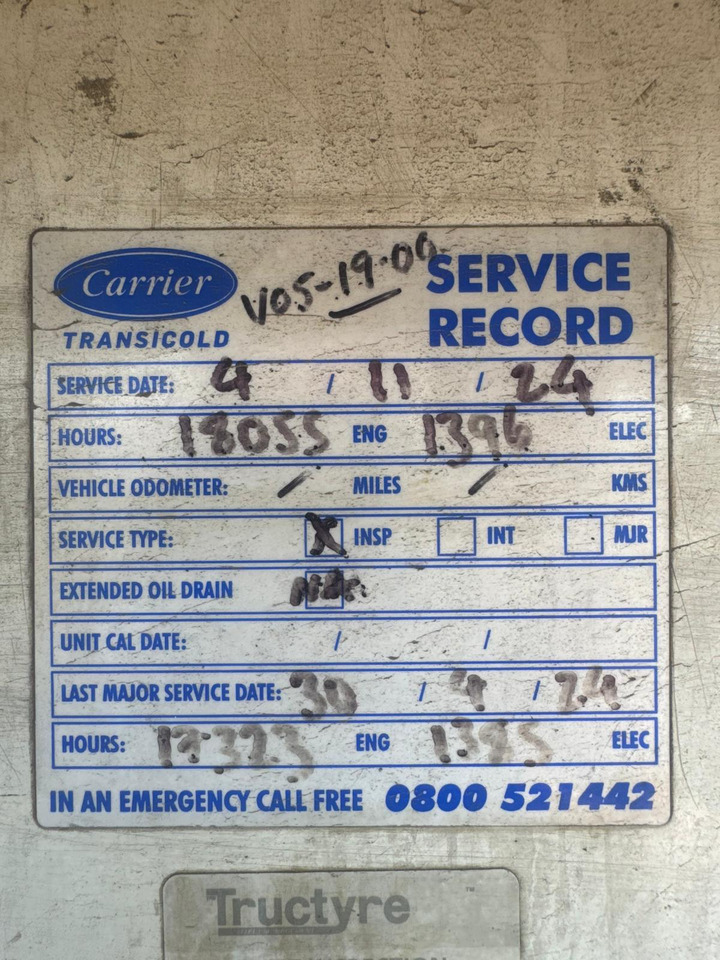 Carrier
TRANSICOLD
V05-19.00
SERVICE
RECORD
SERVICE DATE: 4 / 11 / 24
HOURS: 18055 ENG 1396 ELEC
VEHICLE ODOMETER: / MILES / KMS
SERVICE TYPE: X INSP INT MJR
EXTENDED OIL DRAIN
UNIT CAL DATE: / /
LAST MAJOR SERVICE DATE: 30 / 4 / 24
HOURS: 17323 ENG 1385 ELEC
IN AN EMERGENCY CALL FREE 0800 521442
Tructyre